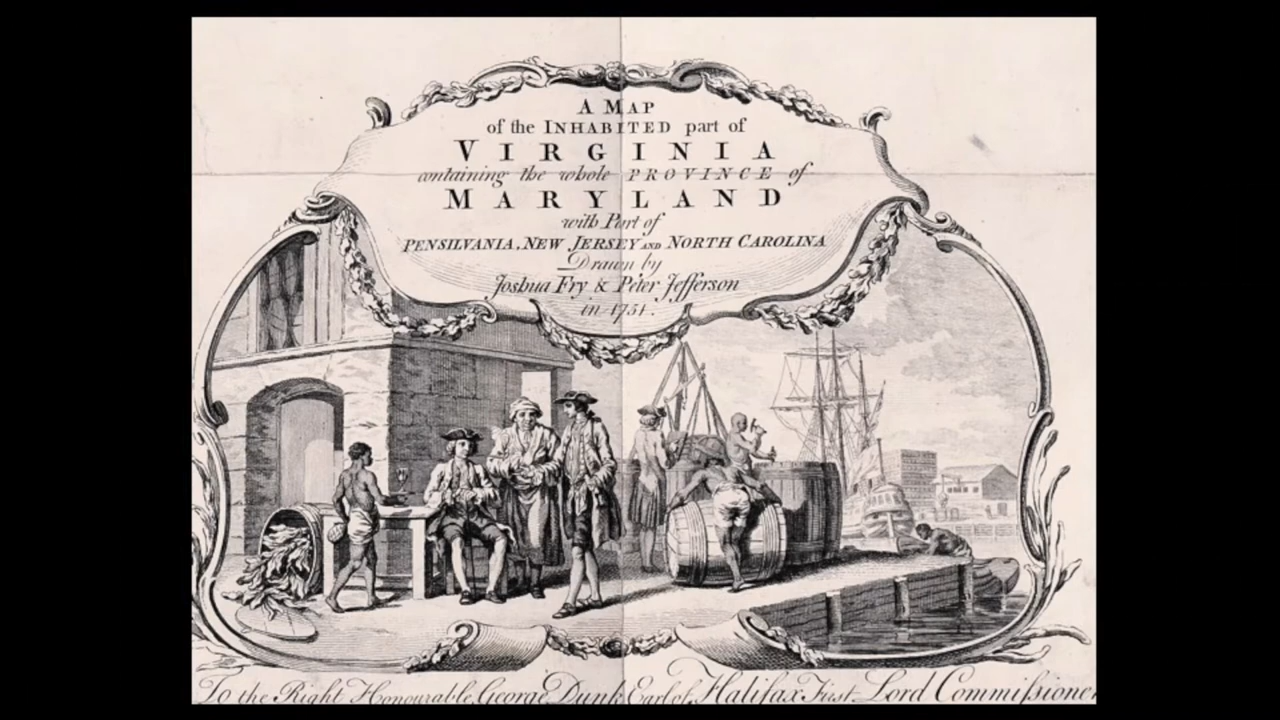 A MAP
of the INHABITED part of
VIRGINIA
containing the whole PROVINCE of
MARYLAND
with Part of
PENSILVANIA, NEW JERSEY AND NORTH CAROLINA
Drawn by
Joshua Fry & Peter Jefferson
in 1751.
To the Right Honourable, George Dunk Earl of Halifax First Lord Commissioner